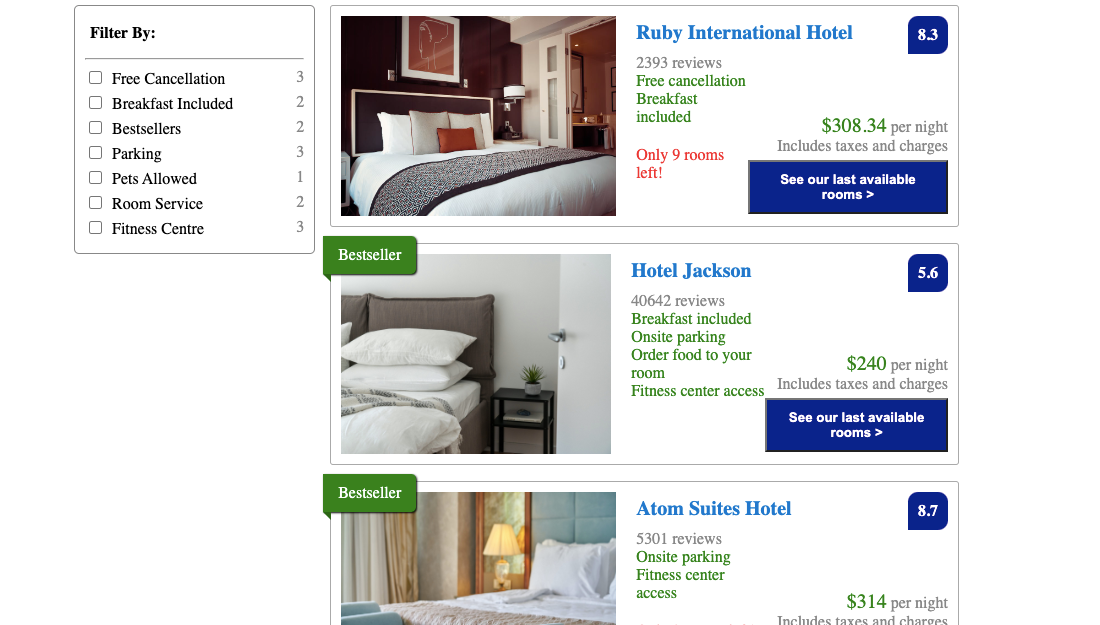 Filter By:
Free Cancellation 3
Breakfast Included 2
Bestsellers 2
Parking 3
Pets Allowed 1
Room Service 2
Fitness Centre 3
Ruby International Hotel
8.3
2393 reviews
Free cancellation
Breakfast
included
Only 9 rooms
left!
$308.34 per night
Includes taxes and charges
See our last available
rooms >
Bestseller
Hotel Jackson
5.6
40642 reviews
Breakfast included
Onsite parking
Order food to your
room
Fitness center access
$240 per night
Includes taxes and charges
See our last available
rooms >
Bestseller
Atom Suites Hotel
8.7
5301 reviews
Onsite parking
Fitness center
access
$314 per night
Includes taxes and charges